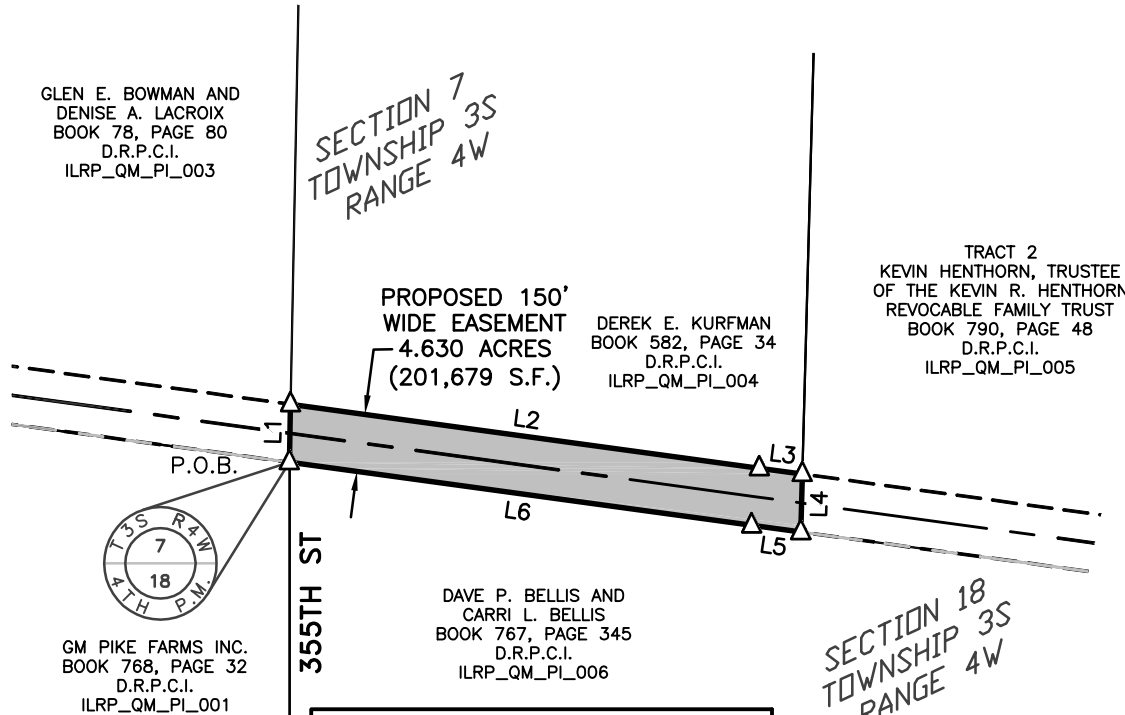 GLEN E. BOWMAN AND
DENISE A. LACROIX
BOOK 78, PAGE 80
D.R.P.C.I.
ILRP_QM_PI_003
SECTION 7
TOWNSHIP 3S
RANGE 4W
TRACT 2
KEVIN HENTHORN, TRUSTEE
OF THE KEVIN R. HENTHORN
REVOCABLE FAMILY TRUST
BOOK 790, PAGE 48
D.R.P.C.I.
ILRP_QM_PI_005
PROPOSED 150'
WIDE EASEMENT
4.630 ACRES
(201,679 S.F.)
DEREK E. KURFMAN
BOOK 582, PAGE 34
D.R.P.C.I.
ILRP_QM_PI_004
L1
L2
L3
L4
L5
L6
P.O.B.
T3S R4W
7
18
4TH P.M.
355TH ST
GM PIKE FARMS INC.
BOOK 768, PAGE 32
D.R.P.C.I.
ILRP_QM_PI_001
DAVE P. BELLIS AND
CARRI L. BELLIS
BOOK 767, PAGE 345
D.R.P.C.I.
ILRP_QM_PI_006
SECTION 18
TOWNSHIP 3S
RANGE 4W